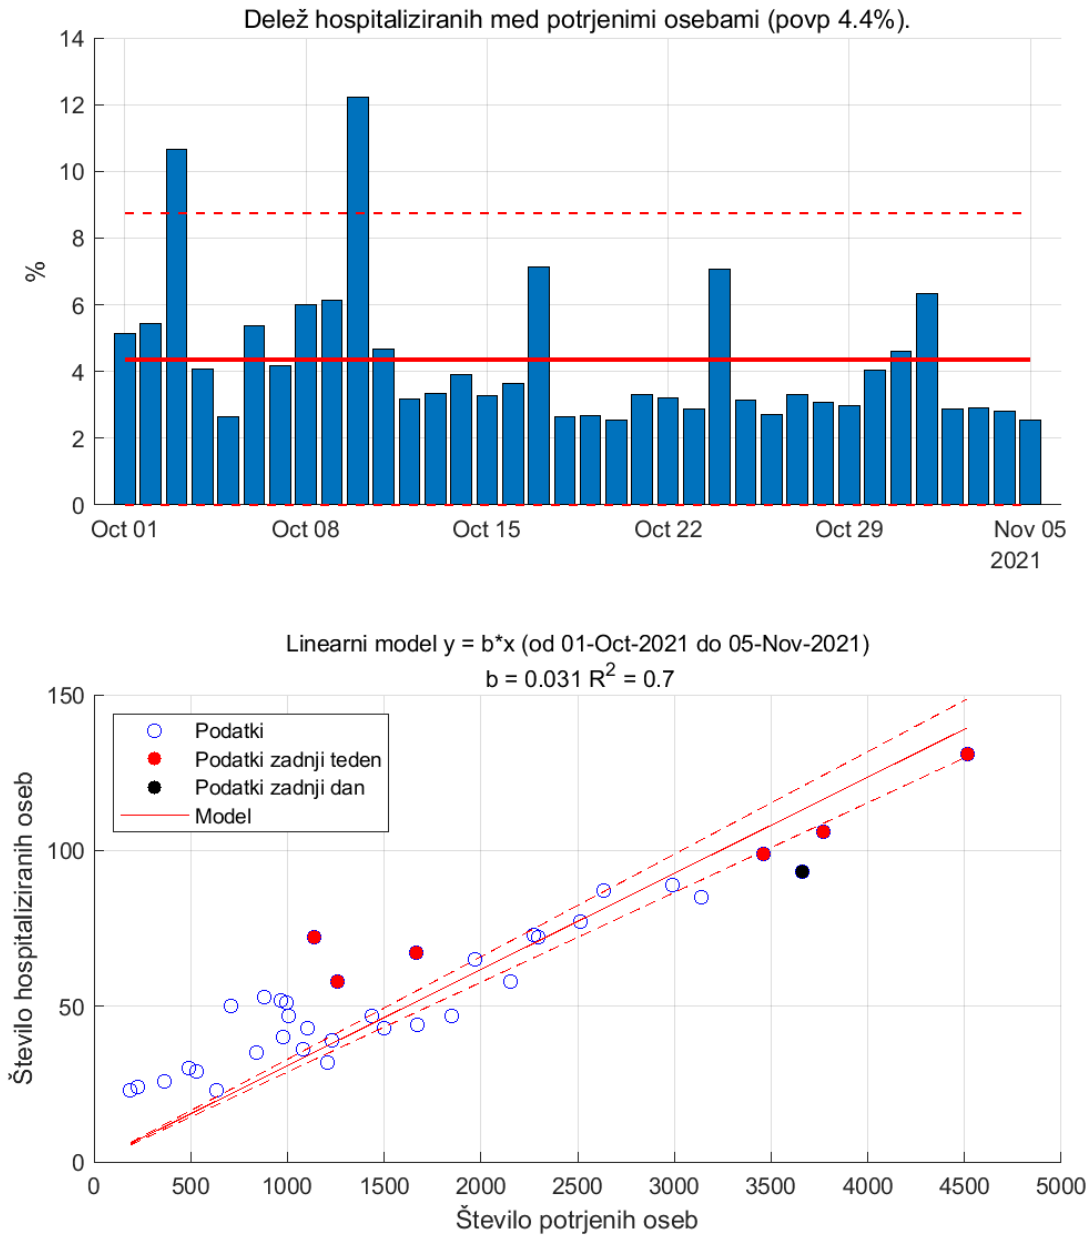 Delež hospitaliziranih med potrjenimi osebami (povp 4.4%).
14
12
10
8
6
4
2
0
%
Oct 01 Oct 08 Oct 15 Oct 22 Oct 29 Nov 05
2021
Linearni model y = b*x (od 01-Oct-2021 do 05-Nov-2021)
b = 0.031 R² = 0.7
150
100
50
0
Število hospitaliziranih oseb
Podatki
Podatki zadnji teden
Podatki zadnji dan
Model
0 500 1000 1500 2000 2500 3000 3500 4000 4500 5000
Število potrjenih oseb